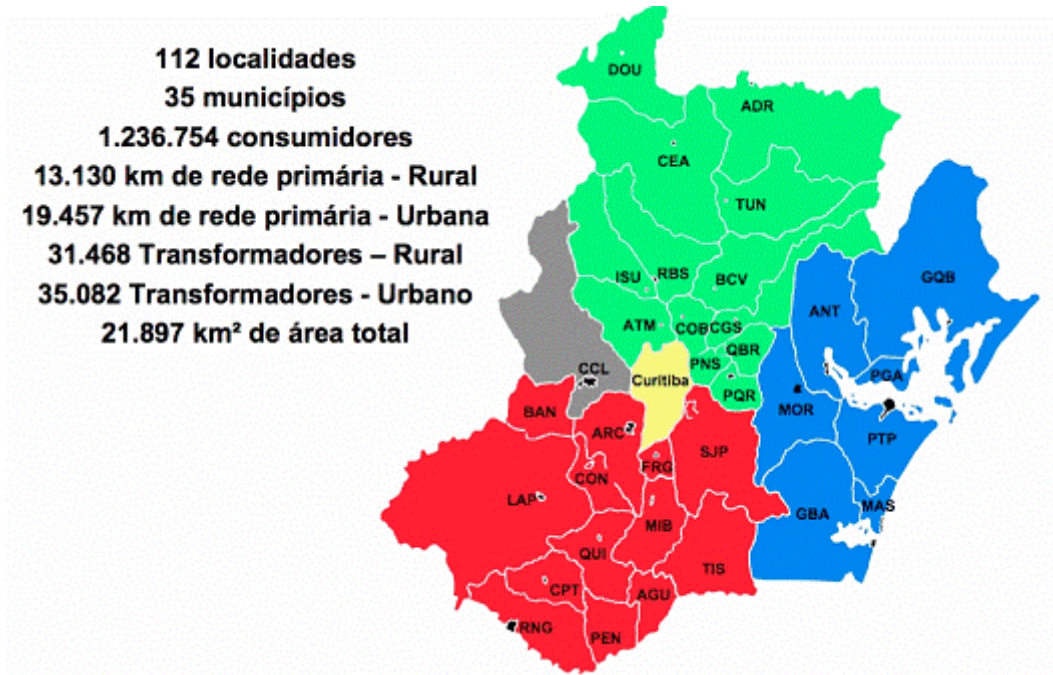 112 localidades
35 municípios
1.236.754 consumidores
13.130 km de rede primária - Rural
19.457 km de rede primária - Urbana
31.468 Transformadores – Rural
35.082 Transformadores - Urbano
21.897 km² de área total
DOU
ADR
CEA
TUN
ISU
RBS
BCV
GQB
ANT
ATM
COB
CGS
QBR
PNS
CCL
Curitiba
PGA
PQR
MOR
BAN
ARC
PTP
SJP
FRG
CON
LAP
MAS
GBA
MIB
QUI
TIS
CPT
AGU
RNG
PEN